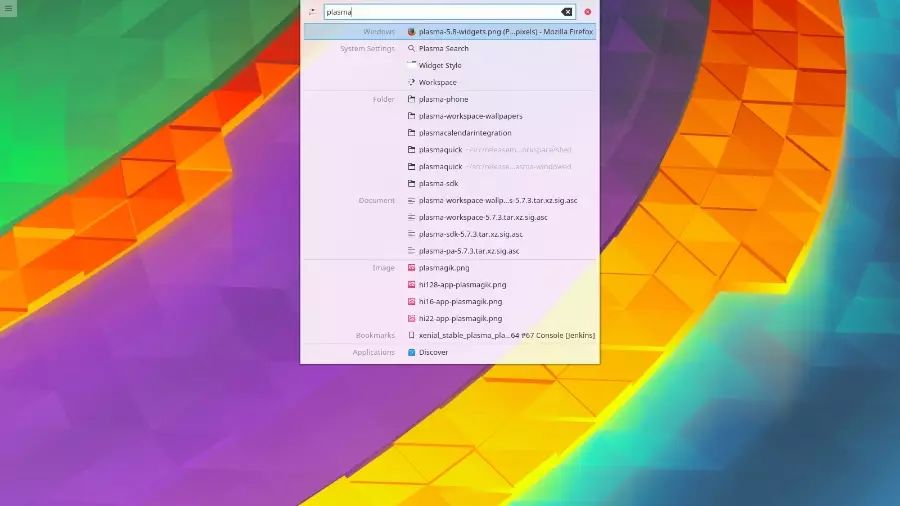 plasma
Windows plasma-5.8-widgets.png (P...pixels) - Mozilla Firefox
System Settings Plasma Search
Widget Style
Workspace
Folder plasma-phone
plasma-workspace-wallpapers
plasmacalendarintegration
plasmaquick ~/src/releasem...orkspace/shell
plasmaquick ~/src/release...asma-windowed
plasma-sdk
Document plasma-workspace-wallp...s-5.7.3.tar.xz.sig.asc
plasma-workspace-5.7.3.tar.xz.sig.asc
plasma-sdk-5.7.3.tar.xz.sig.asc
plasma-pa-5.7.3.tar.xz.sig.asc
Image plasmagik.png
hi128-app-plasmagik.png
hi16-app-plasmagik.png
hi22-app-plasmagik.png
Bookmarks xenial_stable_plasma_pla...64 #67 Console [Jenkins]
Applications Discover